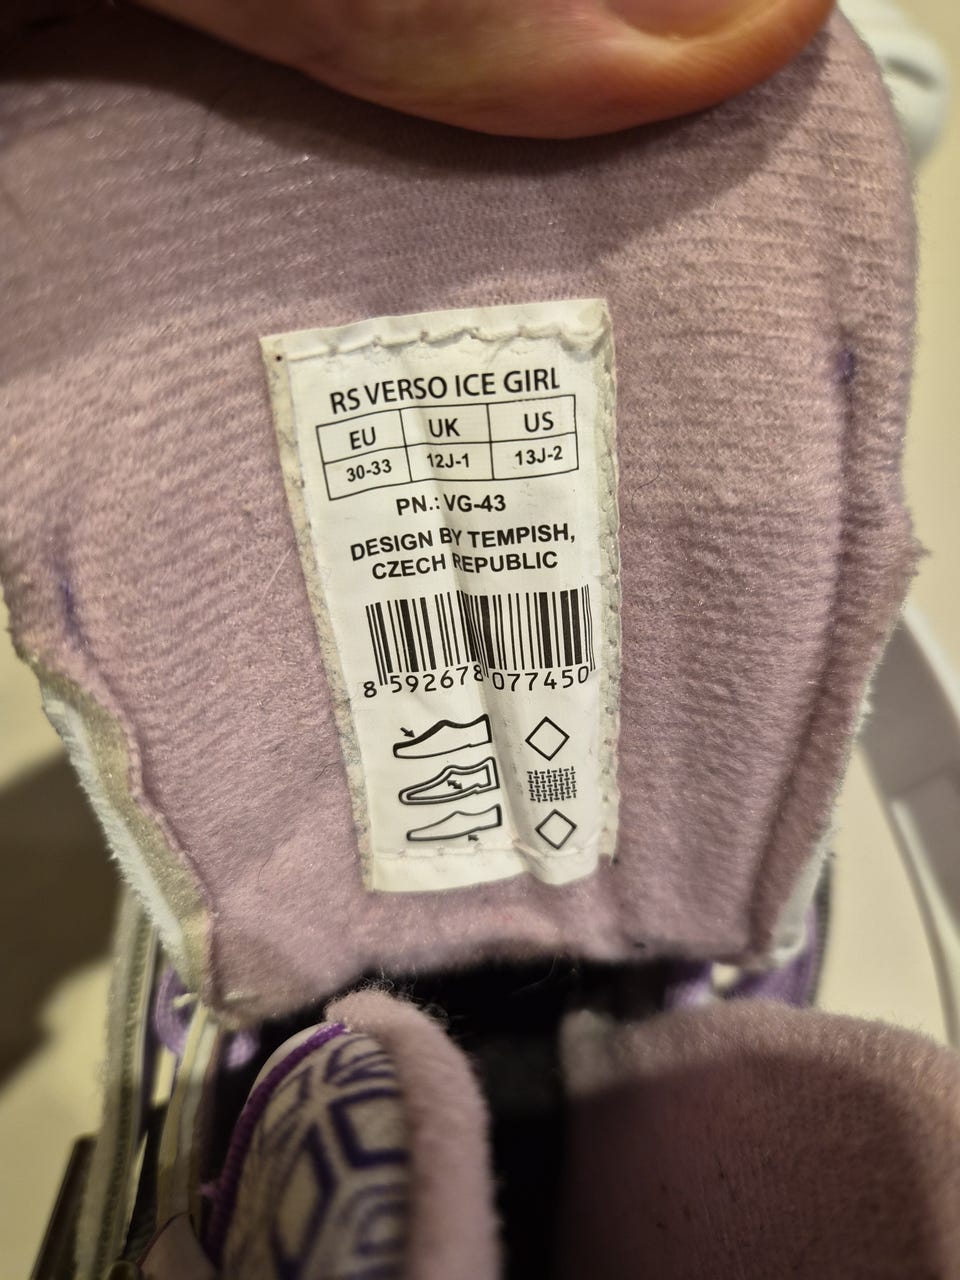 RS VERSO ICE GIRL
EU UK US
30-33 12J-1 13J-2
PN.: VG-43
DESIGN BY TEMPISH,
CZECH REPUBLIC
8 592678 077450